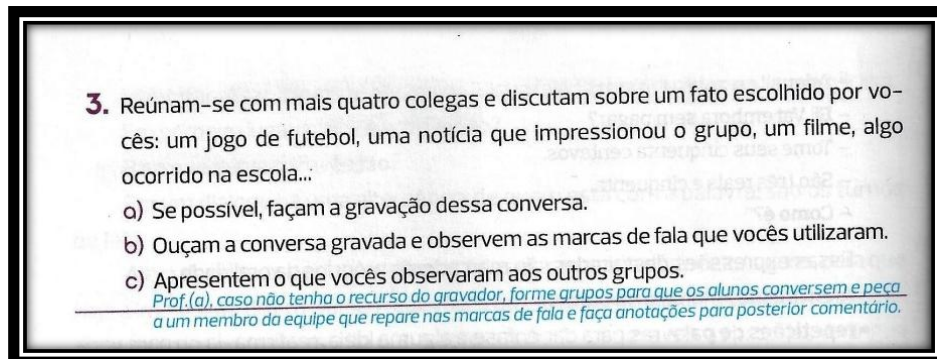 3. Reúnam-se com mais quatro colegas e discutam sobre um fato escolhido por vo-
cês: um jogo de futebol, uma notícia que impressionou o grupo, um filme, algo
ocorrido na escola...
a) Se possível, façam a gravação dessa conversa.
b) Ouçam a conversa gravada e observem as marcas de fala que vocês utilizaram.
c) Apresentem o que vocês observaram aos outros grupos.
Prof.(a), caso não tenha o recurso do gravador, forme grupos para que os alunos conversem e peça
a um membro da equipe que repare nas marcas de fala e faça anotações para posterior comentário.